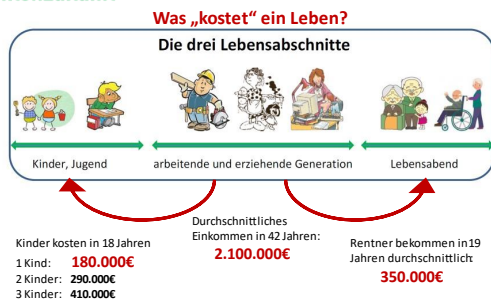 Was „kostet" ein Leben?
Die drei Lebensabschnitte
Kinder, Jugend
arbeitende und erziehende Generation
Lebensabend
Kinder kosten in 18 Jahren
1 Kind: 180.000€
2 Kinder: 290.000€
3 Kinder: 410.000€
Durchschnittliches
Einkommen in 42 Jahren:
2.100.000€
Rentner bekommen in 19
Jahren durchschnittlich:
350.000€